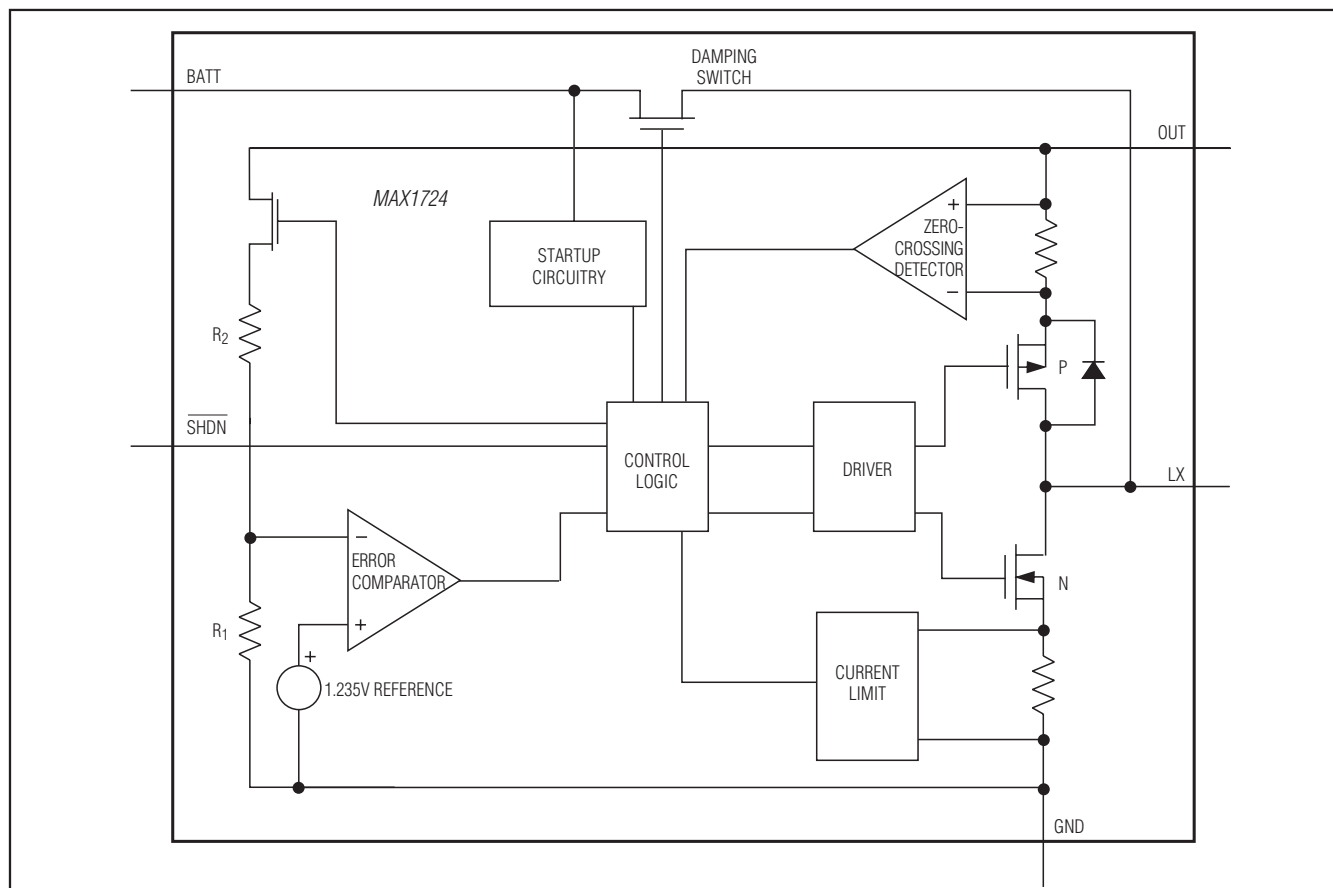 BATT
DAMPING
SWITCH
OUT
MAX1724
+
ZERO-
CROSSING
DETECTOR
−
STARTUP
CIRCUITRY
R2
P
SHDN
CONTROL
LOGIC
DRIVER
LX
−
ERROR
COMPARATOR
+
N
R1
+
1.235V REFERENCE
CURRENT
LIMIT
GND